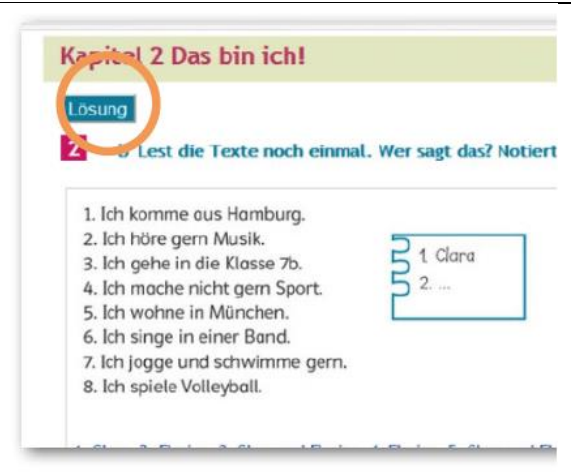 Kapitel 2 Das bin ich!
Lösung
2 b Lest die Texte noch einmal. Wer sagt das? Notiert
1. Ich komme aus Hamburg.
2. Ich höre gern Musik.
3. Ich gehe in die Klasse 7b.
4. Ich mache nicht gern Sport.
5. Ich wohne in München.
6. Ich singe in einer Band.
7. Ich jogge und schwimme gern.
8. Ich spiele Volleyball.
1. Clara
2. ...